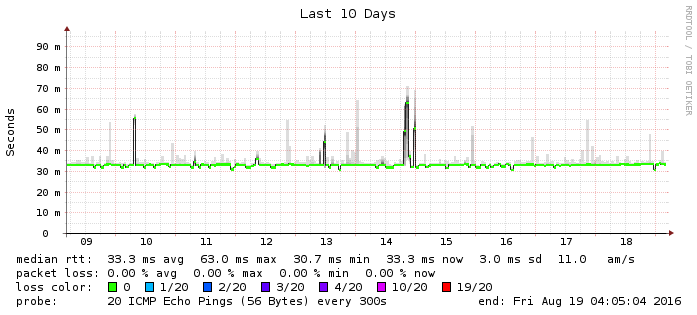 Last 10 Days
RRDTOOL / TOBI OETIKER
Seconds
90 m
80 m
70 m
60 m
50 m
40 m
30 m
20 m
10 m
0
09 10 11 12 13 14 15 16 17 18
median rtt: 33.3 ms avg 63.0 ms max 30.7 ms min 33.3 ms now 3.0 ms sd 11.0 am/s
packet loss: 0.00 % avg 0.00 % max 0.00 % min 0.00 % now
loss color: 0 1/20 2/20 3/20 4/20 10/20 19/20
probe: 20 ICMP Echo Pings (56 Bytes) every 300s end: Fri Aug 19 04:05:04 2016